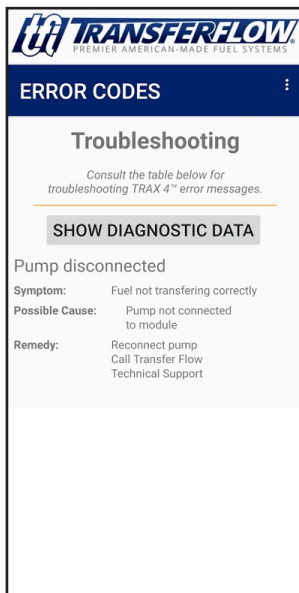 tfi TRANSFERFLOW.
PREMIER AMERICAN-MADE FUEL SYSTEMS
ERROR CODES
Troubleshooting
Consult the table below for
troubleshooting TRAX 4™ error messages.
SHOW DIAGNOSTIC DATA
Pump disconnected
Symptom: Fuel not transfering correctly
Possible Cause: Pump not connected
to module
Remedy: Reconnect pump
Call Transfer Flow
Technical Support